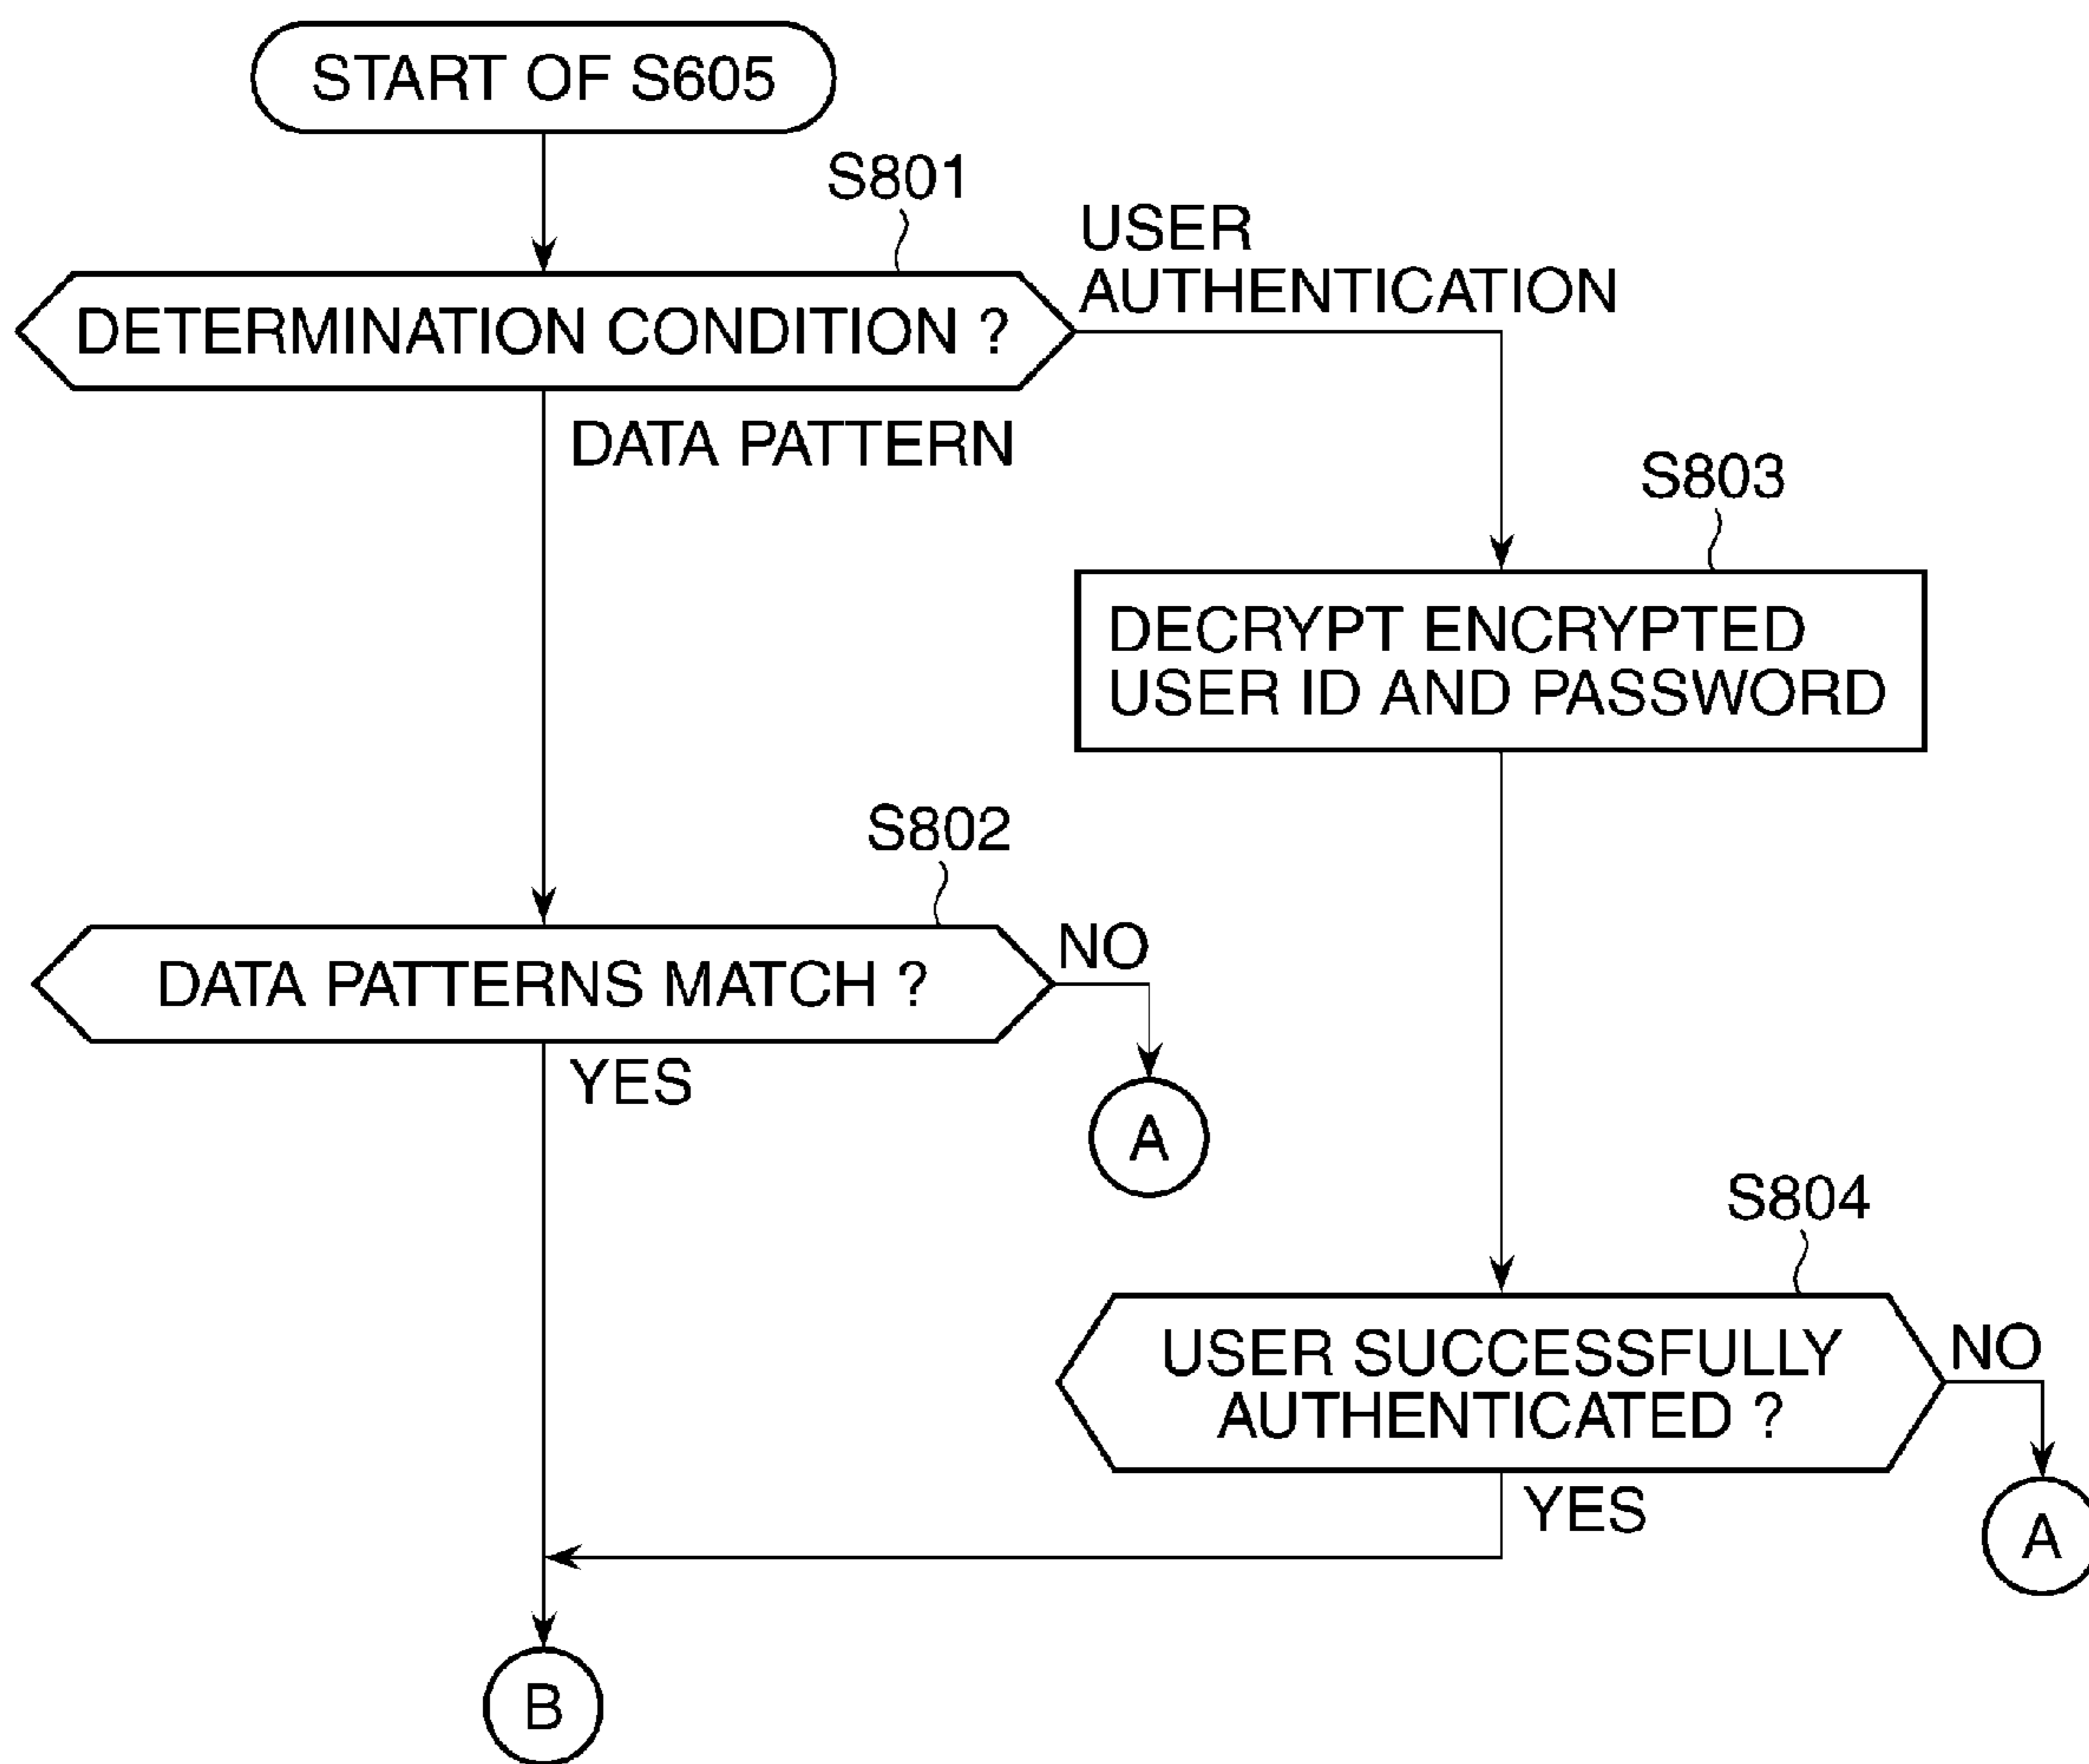 START OF S605
S801
USER
AUTHENTICATION
DETERMINATION CONDITION ?
DATA PATTERN
S803
DECRYPT ENCRYPTED
USER ID AND PASSWORD
S802
NO
DATA PATTERNS MATCH ?
YES
A
S804
USER SUCCESSFULLY
AUTHENTICATED ?
NO
YES
A
B